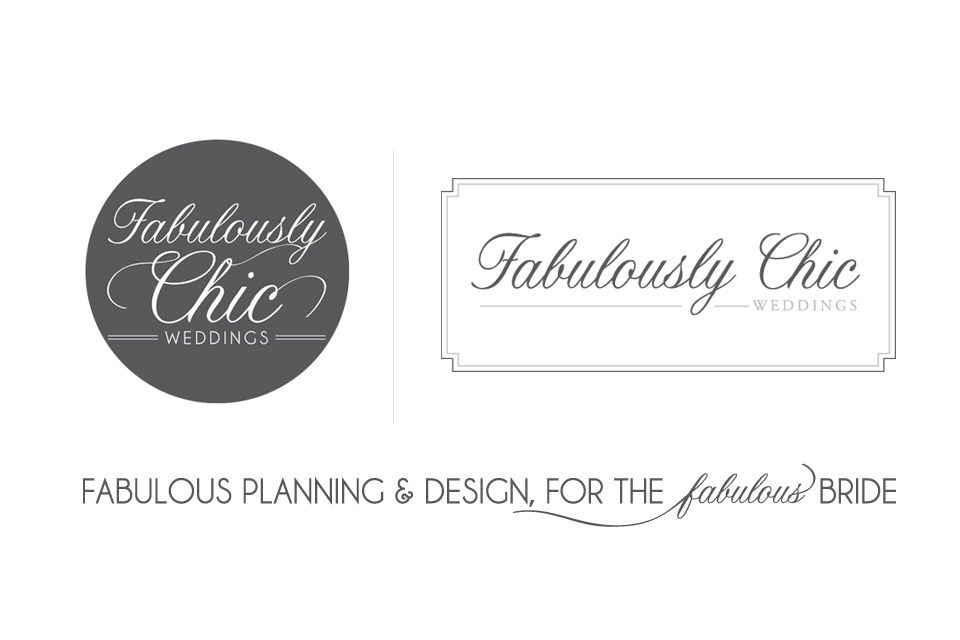 Fabulously
Chic
WEDDINGS
Fabulously Chic
WEDDINGS
FABULOUS PLANNING & DESIGN, FOR THE fabulous BRIDE